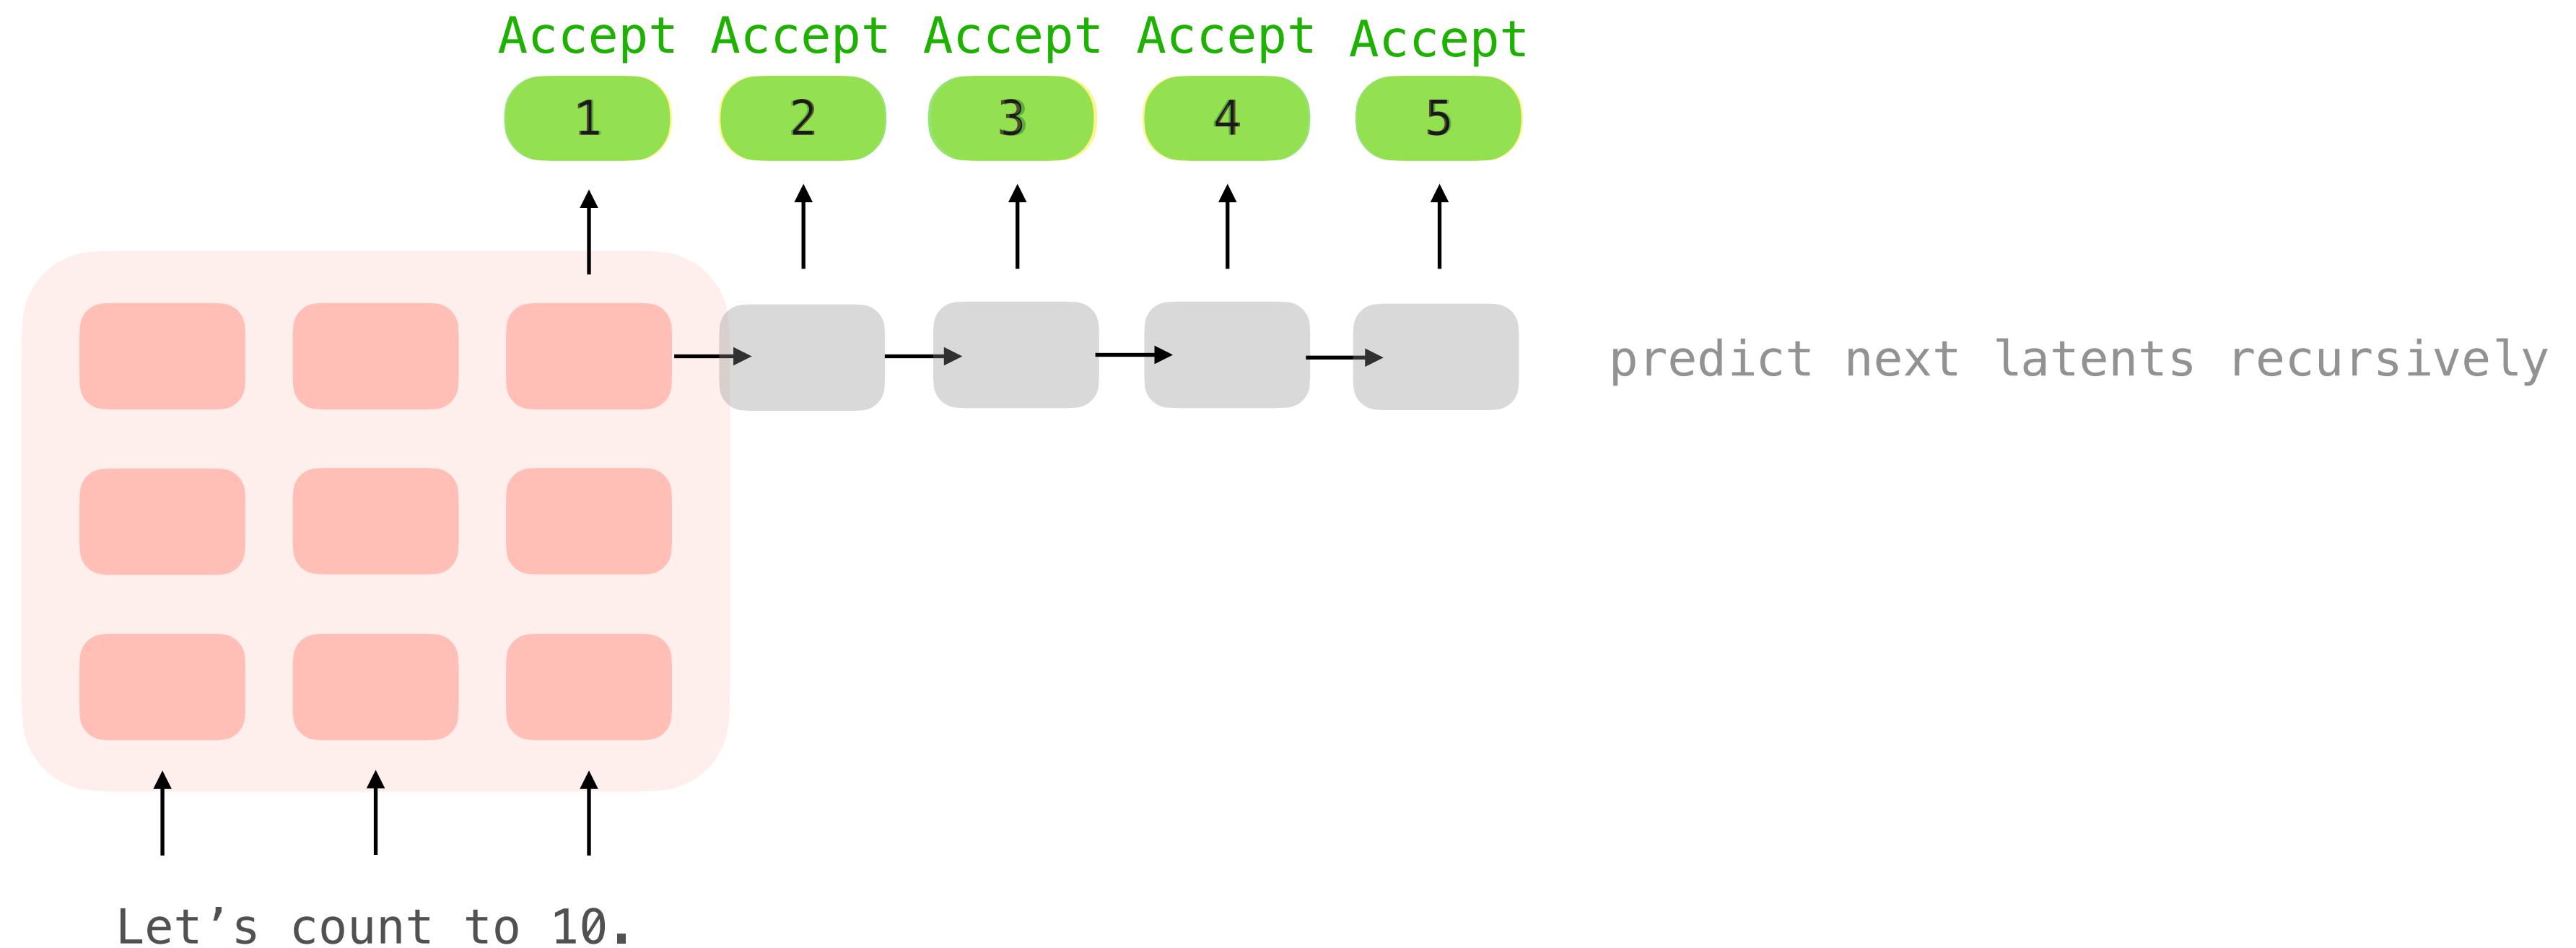 Accept Accept Accept Accept Accept
1 2 3 4 5
predict next latents recursively
Let’s count to 10.